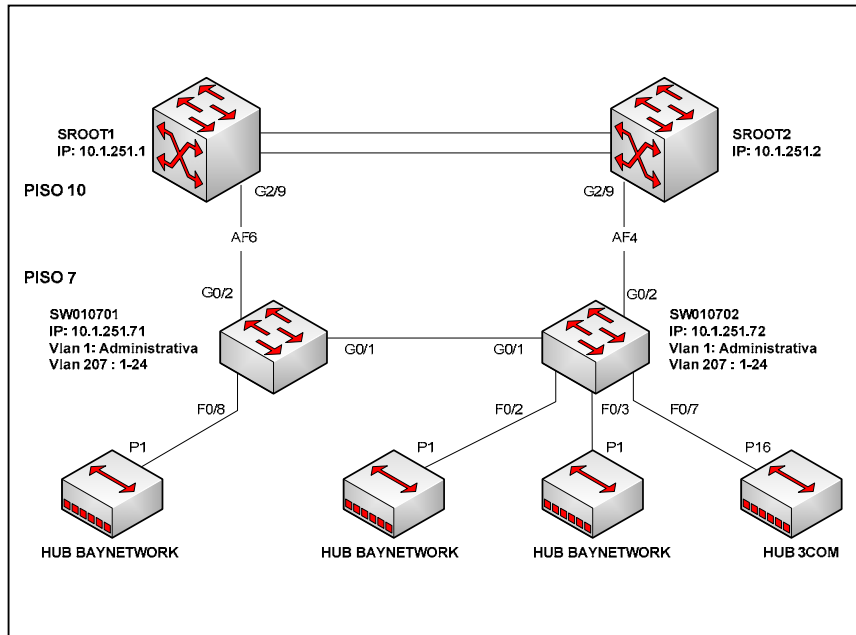 SROOT1
IP: 10.1.251.1
SROOT2
IP: 10.1.251.2
PISO 10
G2/9
G2/9
AF6
AF4
PISO 7
G0/2
G0/2
SW010701
IP: 10.1.251.71
Vlan 1: Administrativa
Vlan 207 : 1-24
SW010702
IP: 10.1.251.72
Vlan 1: Administrativa
Vlan 207 : 1-24
G0/1
G0/1
F0/8
F0/2
F0/3
F0/7
P1
P1
P1
P16
HUB BAYNETWORK
HUB BAYNETWORK
HUB BAYNETWORK
HUB 3COM